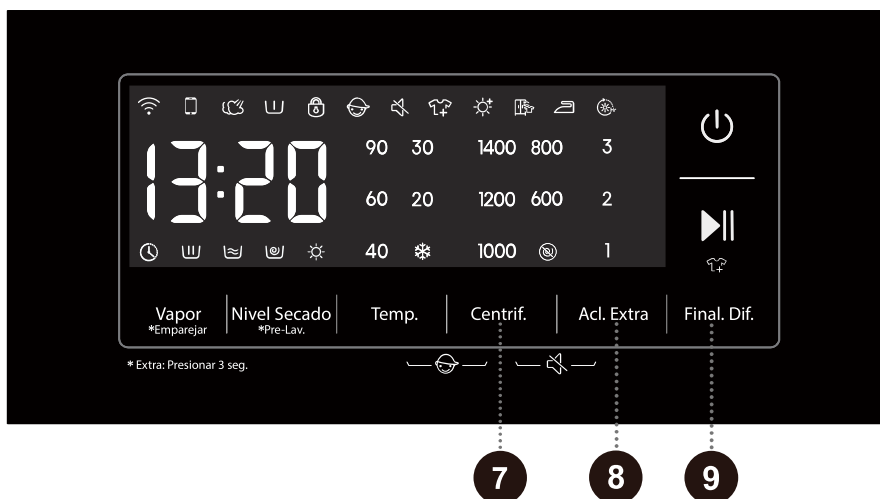 90 30 1400 800 3
13:20
60 20 1200 600 2
40 1000 1
Vapor Nivel Secado Temp. Centrif. Acl. Extra Final. Dif.
*Emparejar *Pre-Lav.
* Extra: Presionar 3 seg.
7 8 9